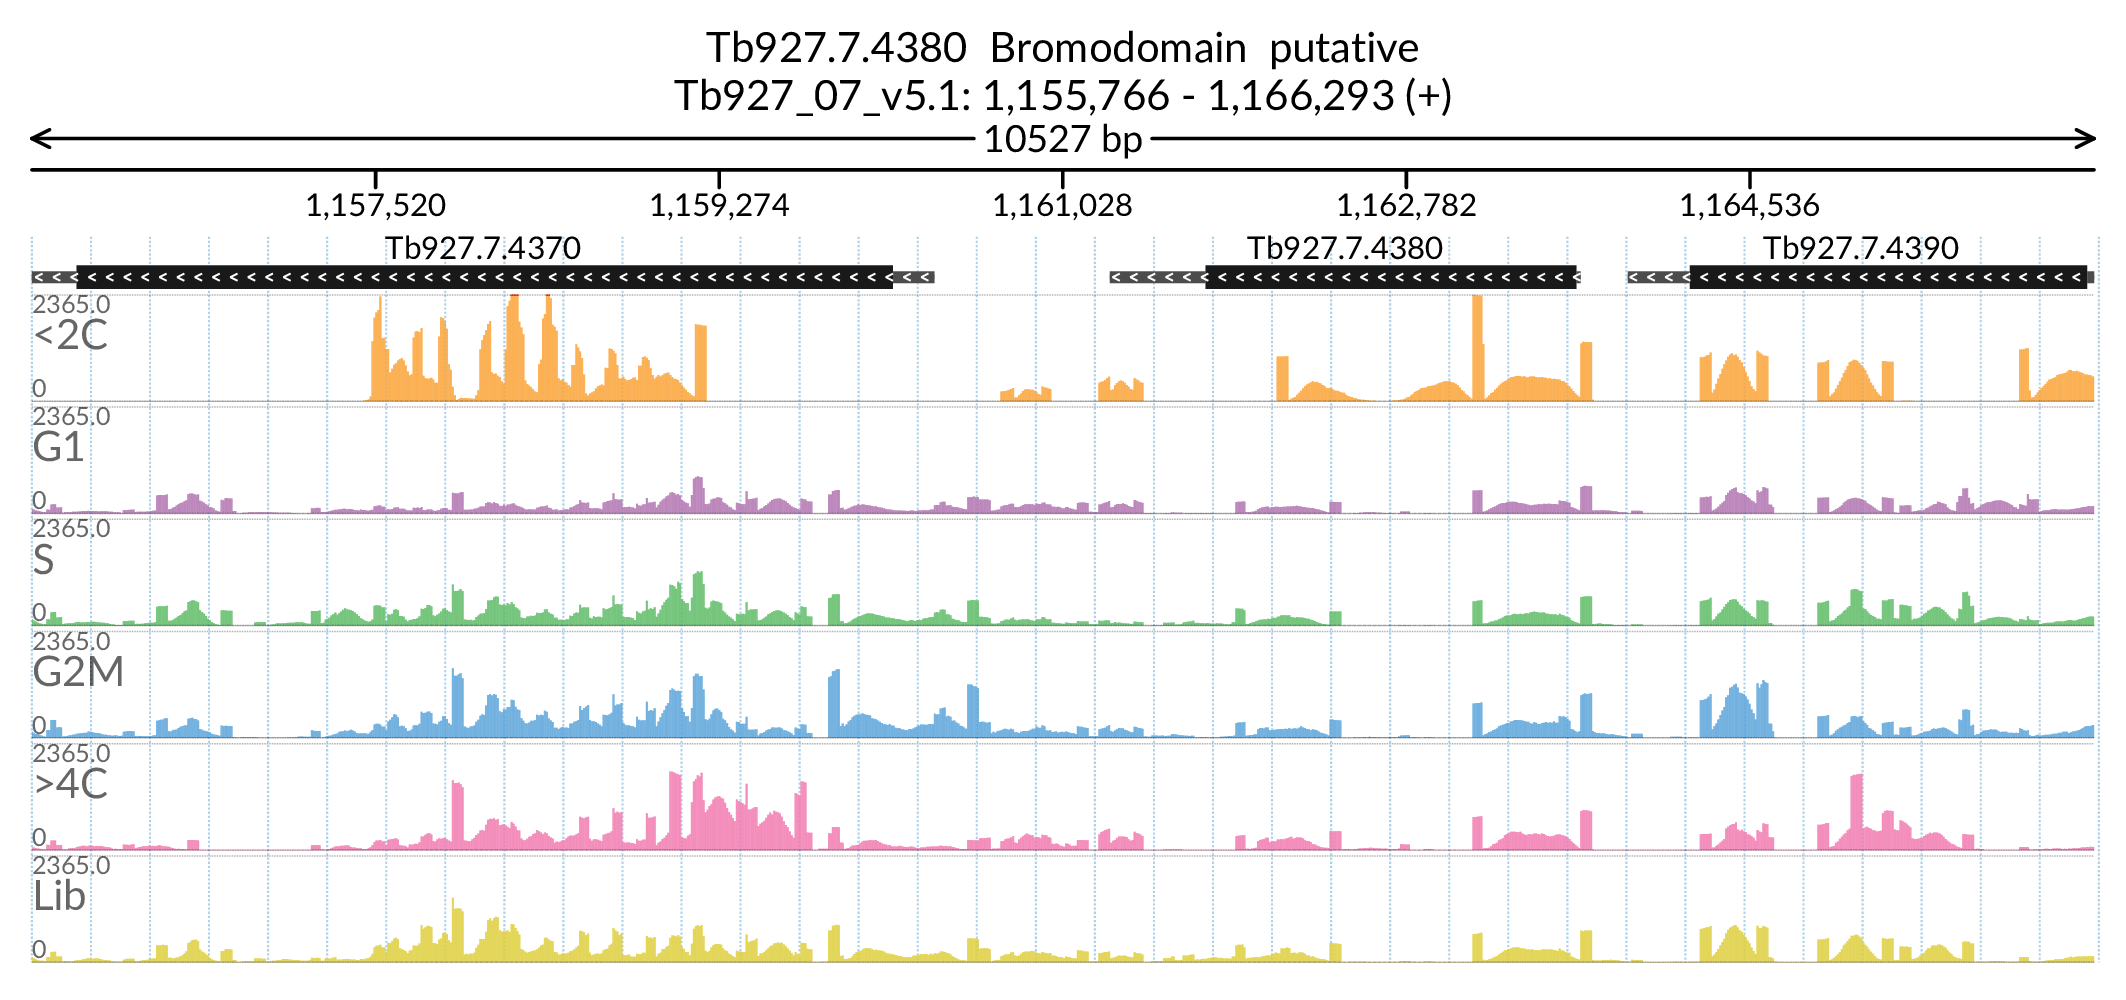 Tb927.7.4380 Bromodomain putative
Tb927_07_v5.1: 1,155,766 - 1,166,293 (+)
10527 bp
1,157,520 1,159,274 1,161,028 1,162,782 1,164,536
Tb927.7.4370 Tb927.7.4380 Tb927.7.4390
2365.0
<2C
0
2365.0
G1
0
2365.0
S
0
2365.0
G2M
0
2365.0
>4C
0
2365.0
Lib
0